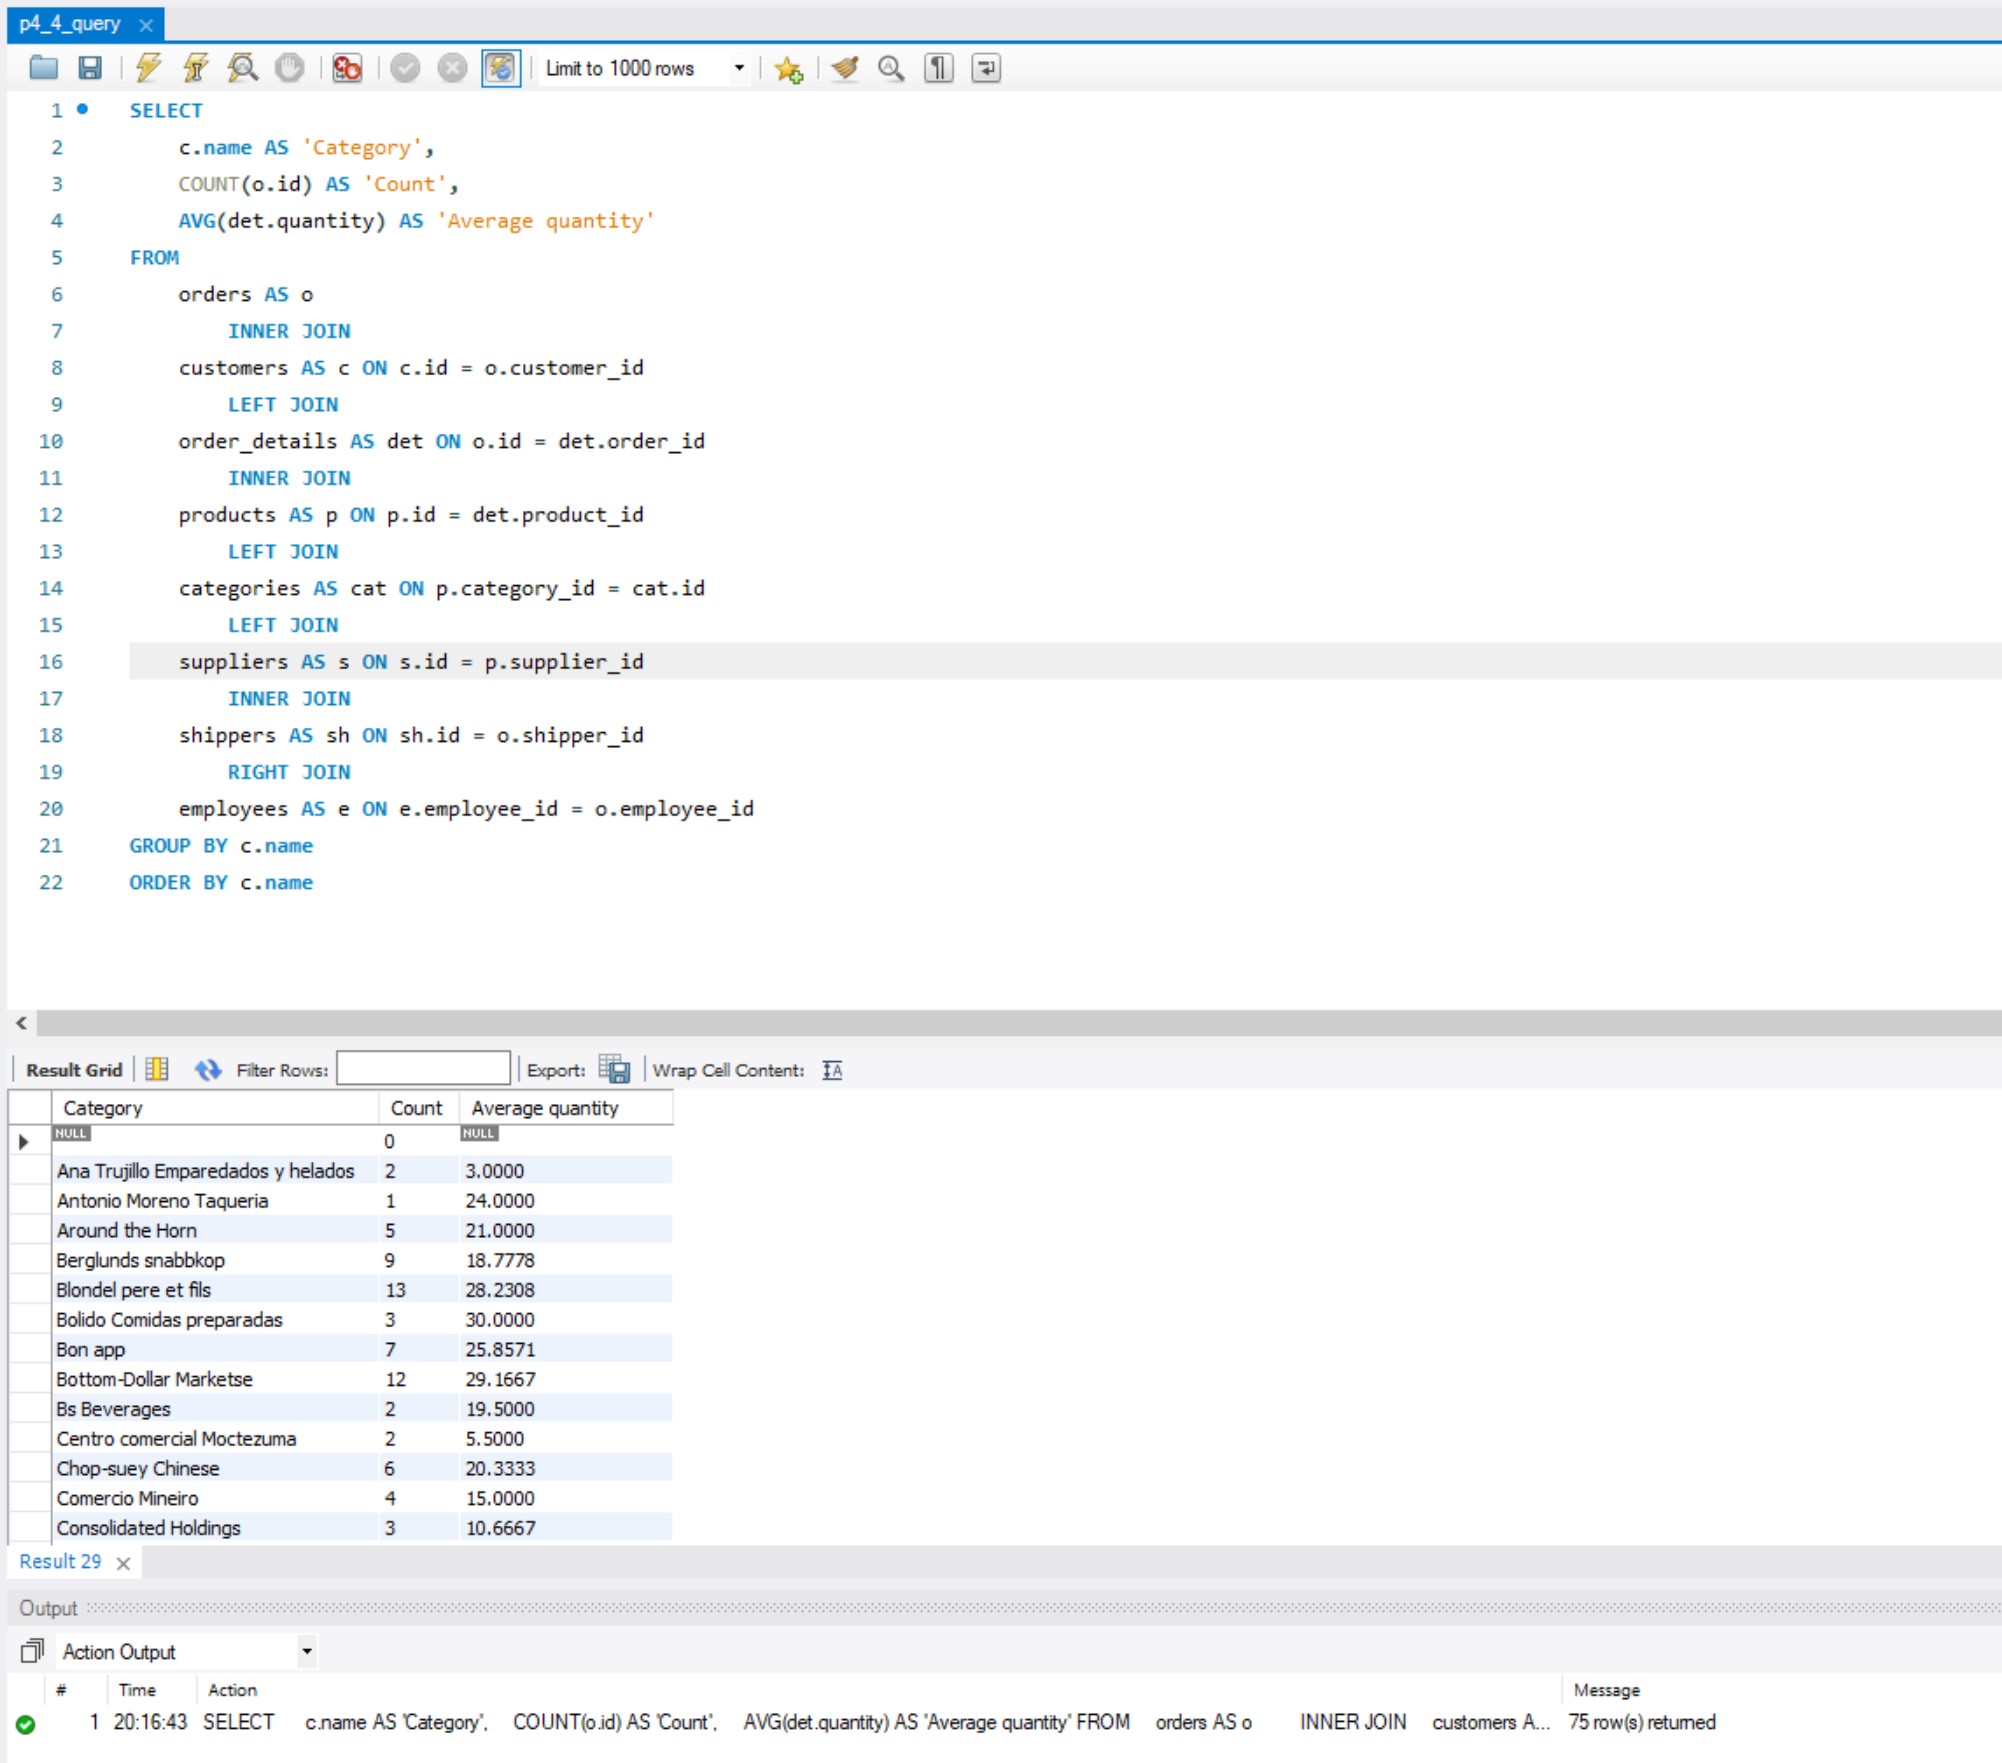 p4_4_query
Limit to 1000 rows
1 SELECT
2 c.name AS 'Category',
3 COUNT(o.id) AS 'Count',
4 AVG(det.quantity) AS 'Average quantity'
5 FROM
6 orders AS o
7 INNER JOIN
8 customers AS c ON c.id = o.customer_id
9 LEFT JOIN
10 order_details AS det ON o.id = det.order_id
11 INNER JOIN
12 products AS p ON p.id = det.product_id
13 LEFT JOIN
14 categories AS cat ON p.category_id = cat.id
15 LEFT JOIN
16 suppliers AS s ON s.id = p.supplier_id
17 INNER JOIN
18 shippers AS sh ON sh.id = o.shipper_id
19 RIGHT JOIN
20 employees AS e ON e.employee_id = o.employee_id
21 GROUP BY c.name
22 ORDER BY c.name
Result Grid Filter Rows: Export: Wrap Cell Content:
Category Count Average quantity
NULL 0 NULL
Ana Trujillo Emparedados y helados 2 3.0000
Antonio Moreno Taqueria 1 24.0000
Around the Horn 5 21.0000
Berglunds snabbkop 9 18.7778
Blondel pere et fils 13 28.2308
Bolido Comidas preparadas 3 30.0000
Bon app 7 25.8571
Bottom-Dollar Marketse 12 29.1667
Bs Beverages 2 19.5000
Centro comercial Moctezuma 2 5.5000
Chop-suey Chinese 6 20.3333
Comercio Mineiro 4 15.0000
Consolidated Holdings 3 10.6667
Result 29
Output
Action Output
# Time Action Message
1 20:16:43 SELECT c.name AS 'Category', COUNT(o.id) AS 'Count', AVG(det.quantity) AS 'Average quantity' FROM orders AS o INNER JOIN customers A... 75 row(s) returned